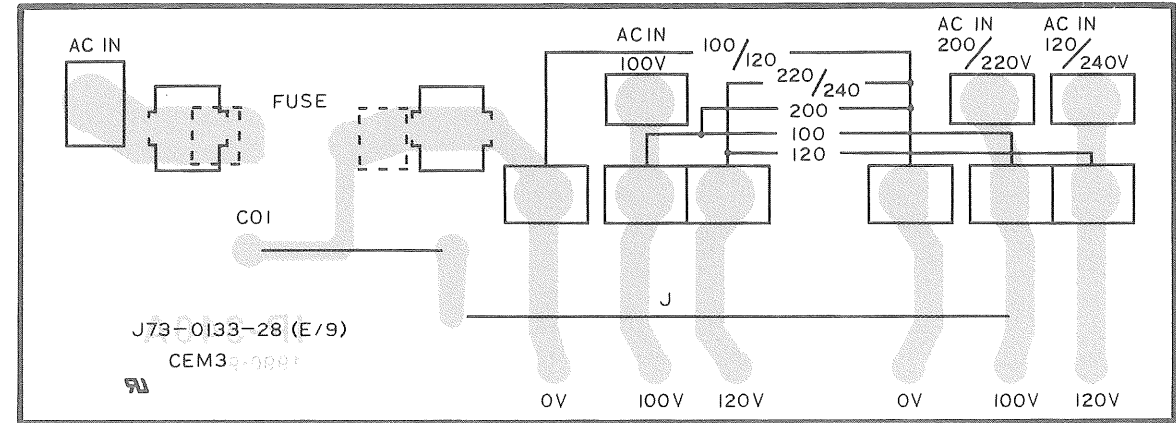 AC IN
FUSE
AC IN
100V
100/120
220/240
200
100
120
AC IN
200/220V
AC IN
120/240V
CO1
J
J73-0133-28 (E/9)
CEM3
0V
100V
120V
0V
100V
120V